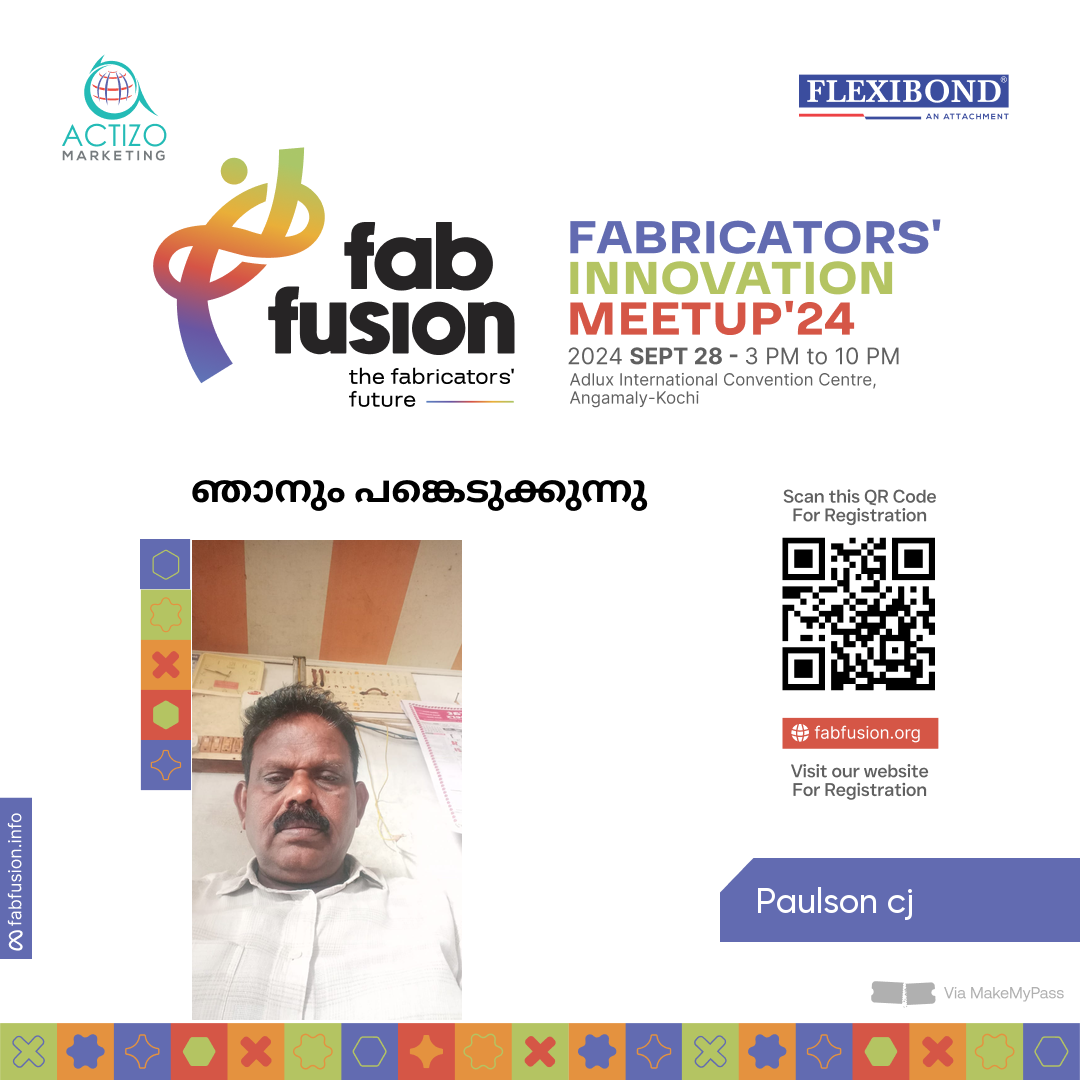 ACTIZO
MARKETING
FLEXIBOND®
AN ATTACHMENT
fab
fusion
the fabricators'
future
FABRICATORS'
INNOVATION
MEETUP'24
2024 SEPT 28 - 3 PM to 10 PM
Adlux International Convention Centre,
Angamaly-Kochi
ഞാനും പങ്കെടുക്കുന്നു
Scan this QR Code
For Registration
fabfusion.org
Visit our website
For Registration
fabfusion.info
Paulson cj
Via MakeMyPass